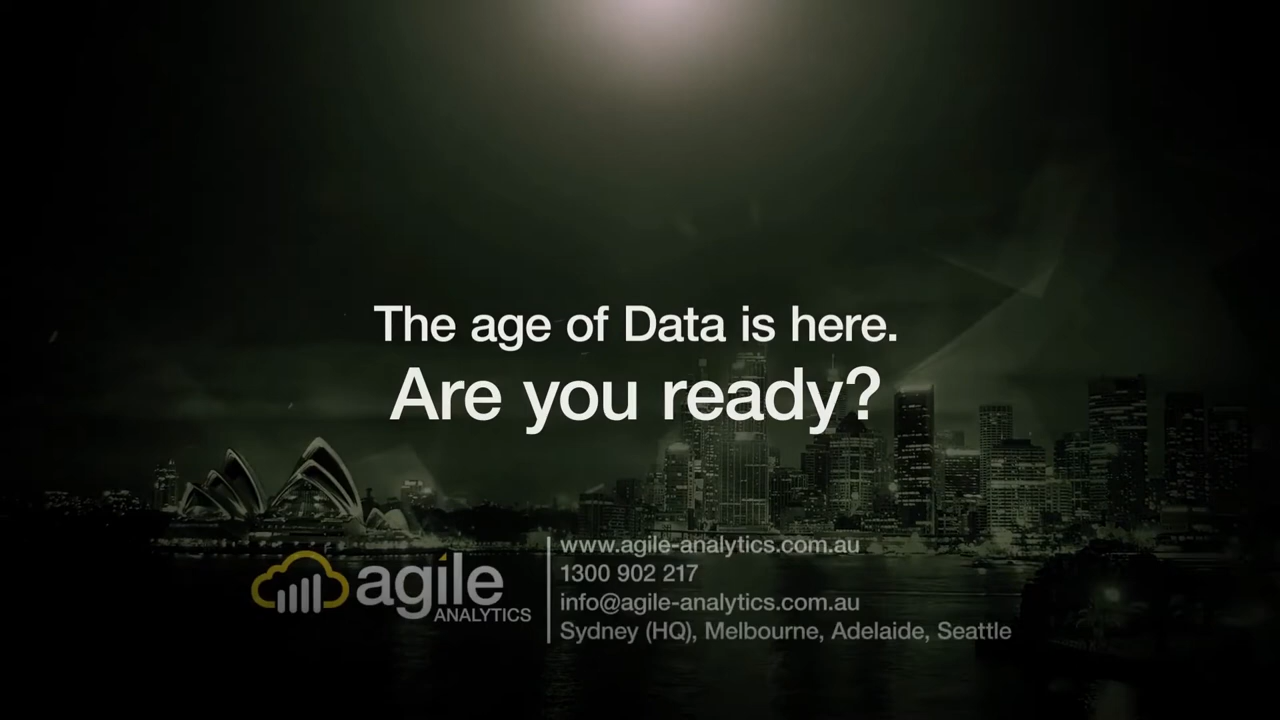 The age of Data is here.
Are you ready?
agile
ANALYTICS
www.agile-analytics.com.au
1300 902 217
info@agile-analytics.com.au
Sydney (HQ), Melbourne, Adelaide, Seattle